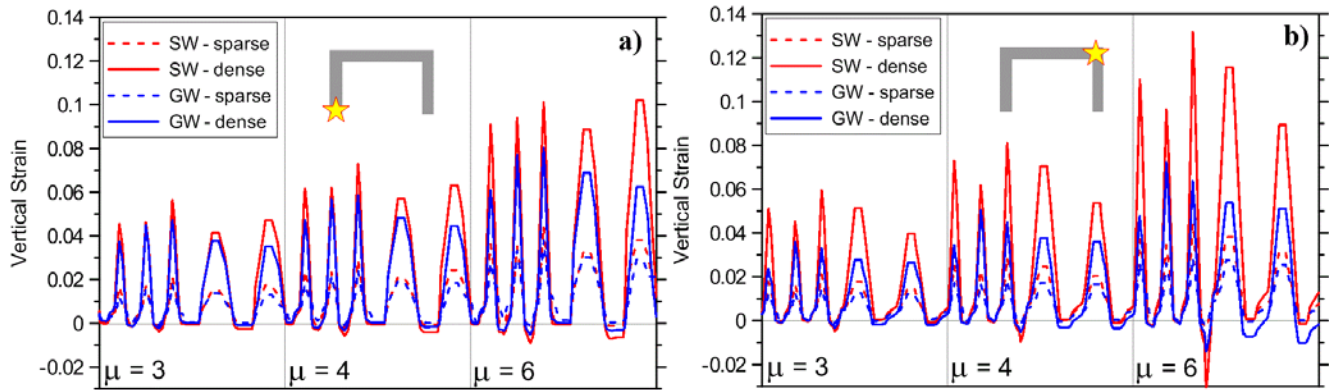 0.14
0.12
0.1
0.08
0.06
0.04
0.02
0
-0.02
Vertical Strain
SW - sparse
SW - dense
GW - sparse
GW - dense
a)
μ = 3
μ = 4
μ = 6
0.14
0.12
0.1
0.08
0.06
0.04
0.02
0
-0.02
Vertical Strain
SW - sparse
SW - dense
GW - sparse
GW - dense
b)
μ = 3
μ = 4
μ = 6